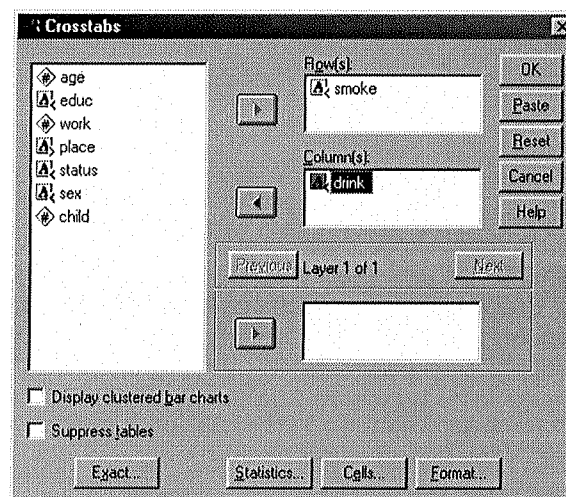 Crosstabs
age
educ
work
place
status
sex
child
Row(s):
smoke
Column(s):
drink
OK
Paste
Reset
Cancel
Help
Previous Layer 1 of 1 Next
Display clustered bar charts
Suppress tables
Exact... Statistics... Cells... Format...